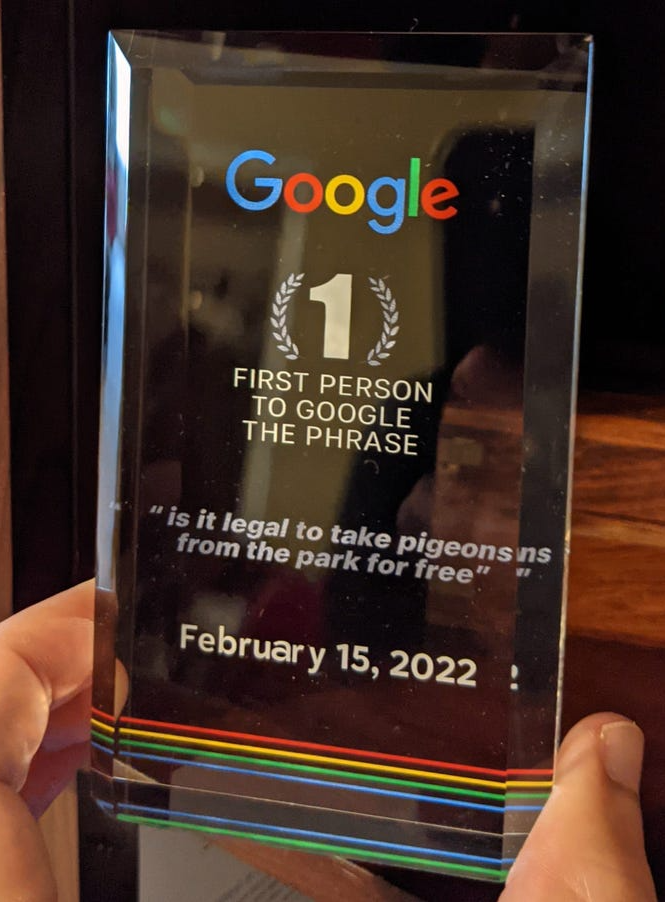 Google
1
FIRST PERSON
TO GOOGLE
THE PHRASE
“is it legal to take pigeons
from the park for free”
February 15, 2022